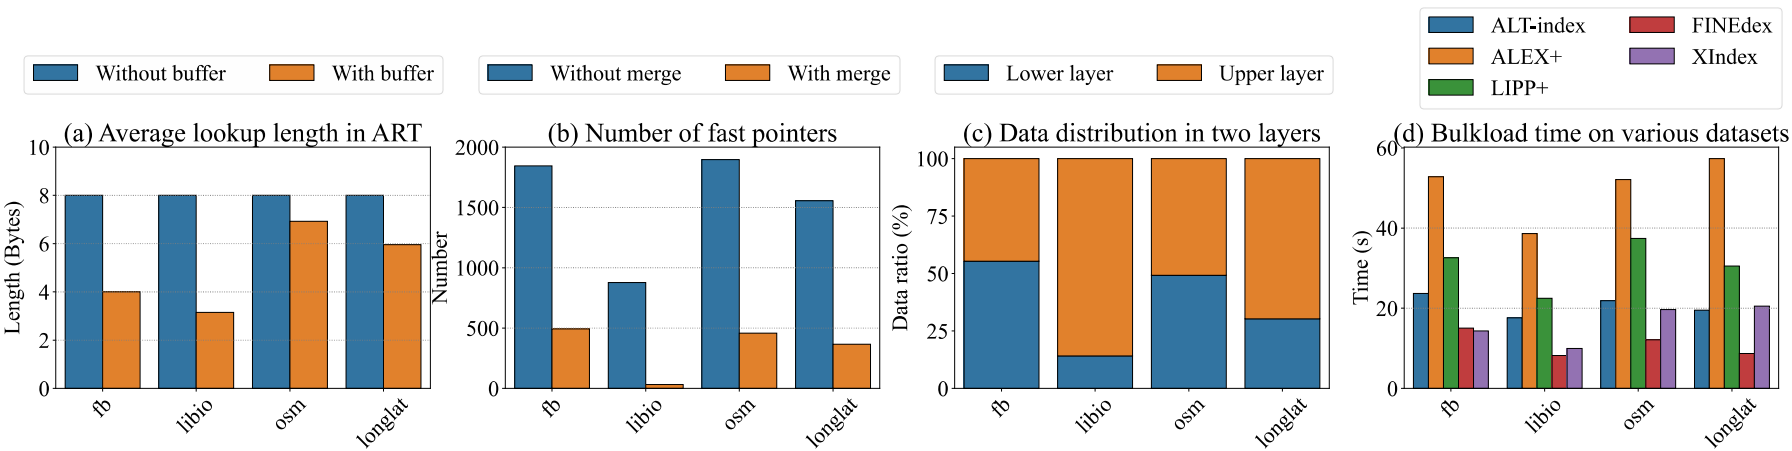 ALT-index FINEdex
ALEX+ XIndex
LIPP+
Without buffer With buffer
Without merge With merge
Lower layer Upper layer
(a) Average lookup length in ART
Length (Bytes)
10
8
6
4
2
0
fb libio osm longlat
(b) Number of fast pointers
Number
2000
1500
1000
500
0
fb libio osm longlat
(c) Data distribution in two layers
Data ratio (%)
100
75
50
25
0
fb libio osm longlat
(d) Bulkload time on various datasets
Time (s)
60
40
20
0
fb libio osm longlat